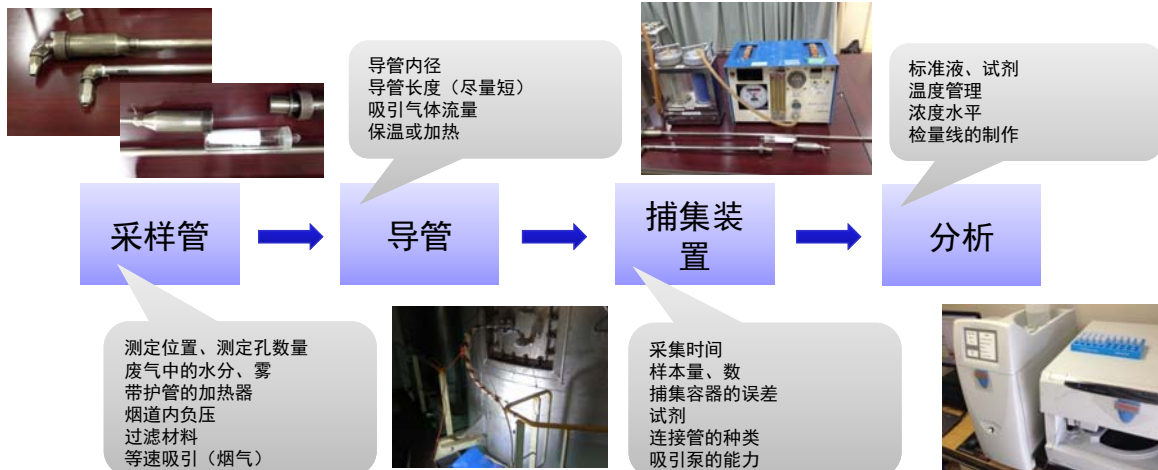 导管内径
导管长度（尽量短）
吸引气体流量
保温或加热
标准液、试剂
温度管理
浓度水平
检量线的制作
采样管
导管
捕集装
置
分析
测定位置、测定孔数量
废气中的水分、雾
带护管的加热器
烟道内负压
过滤材料
等速吸引（烟气）
采集时间
样本量、数
捕集容器的误差
试剂
连接管的种类
吸引泵的能力